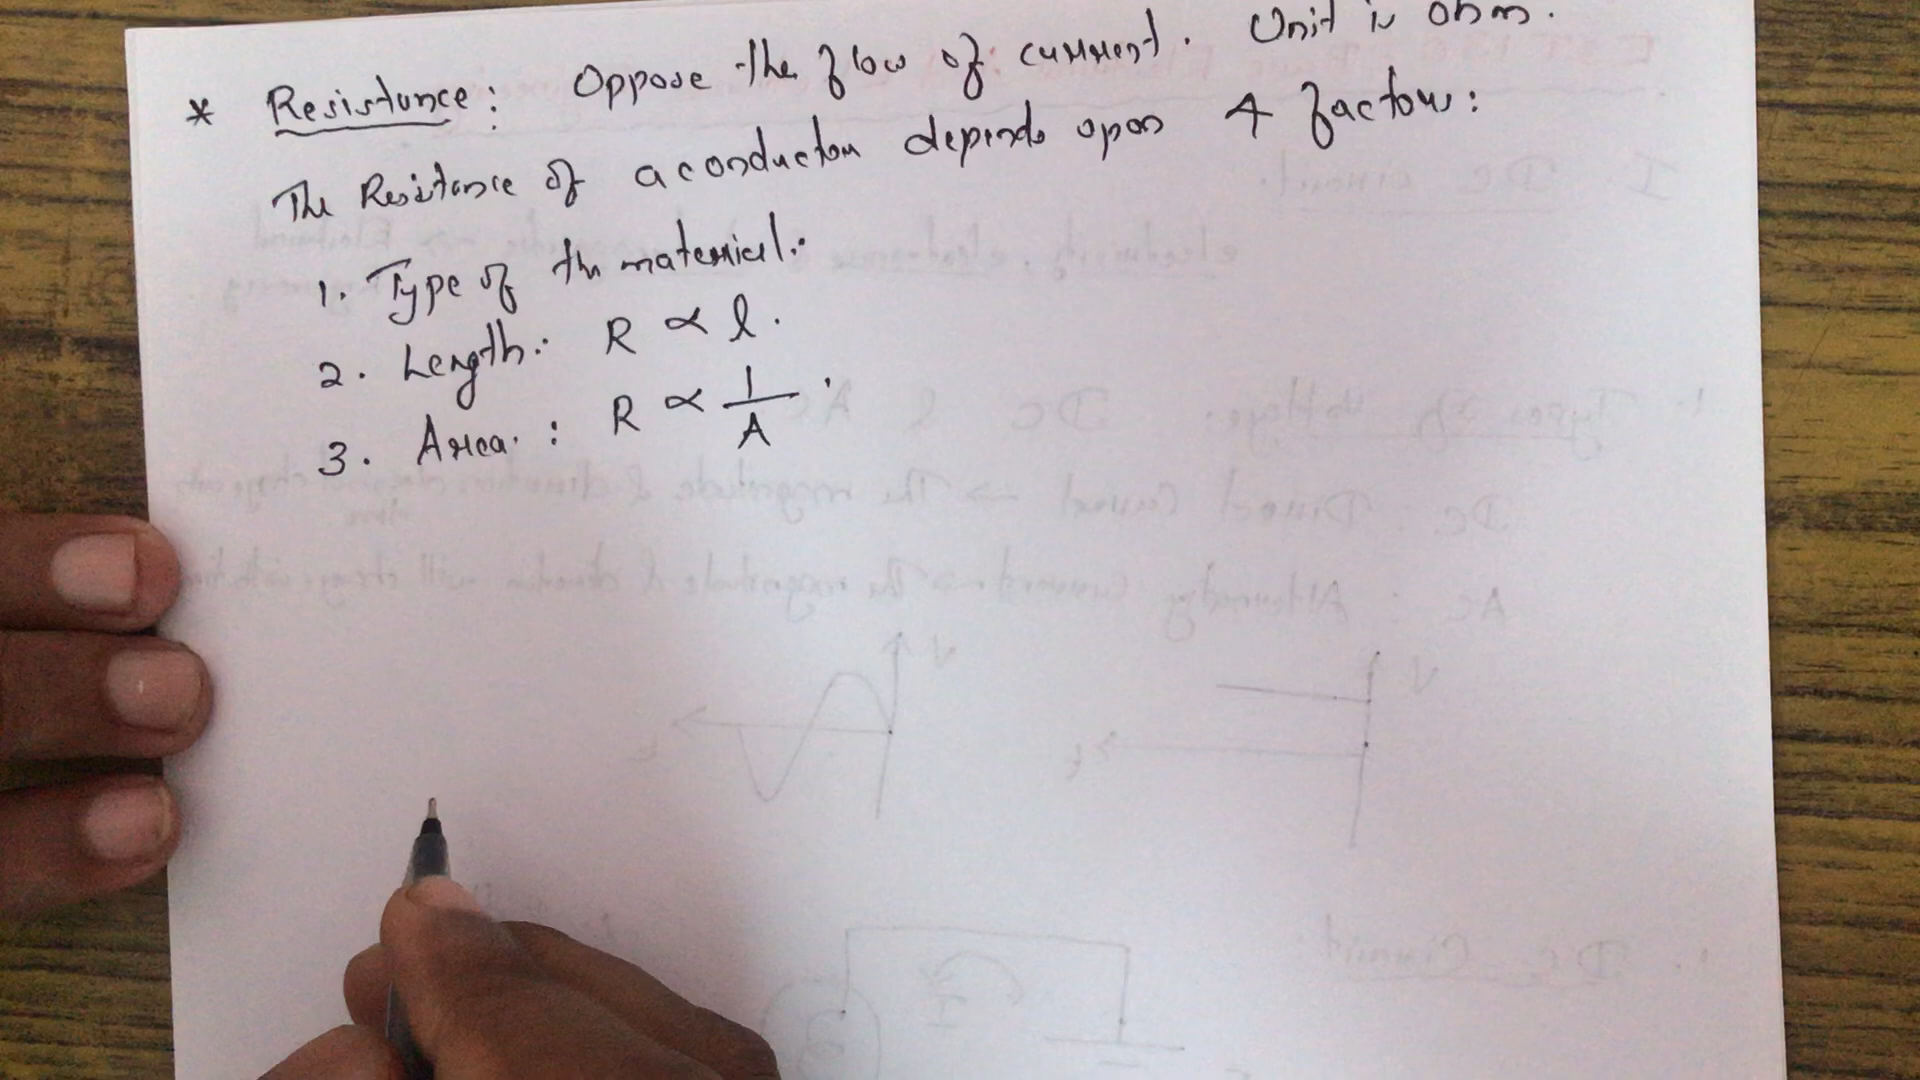 * Resistance: Oppose the flow of current. Unit is ohm.
The Resistance of a conductor depends upon 4 factors:
1. Type of the material:
2. Length: R ∝ l.
3. Area: R ∝ 1/A.